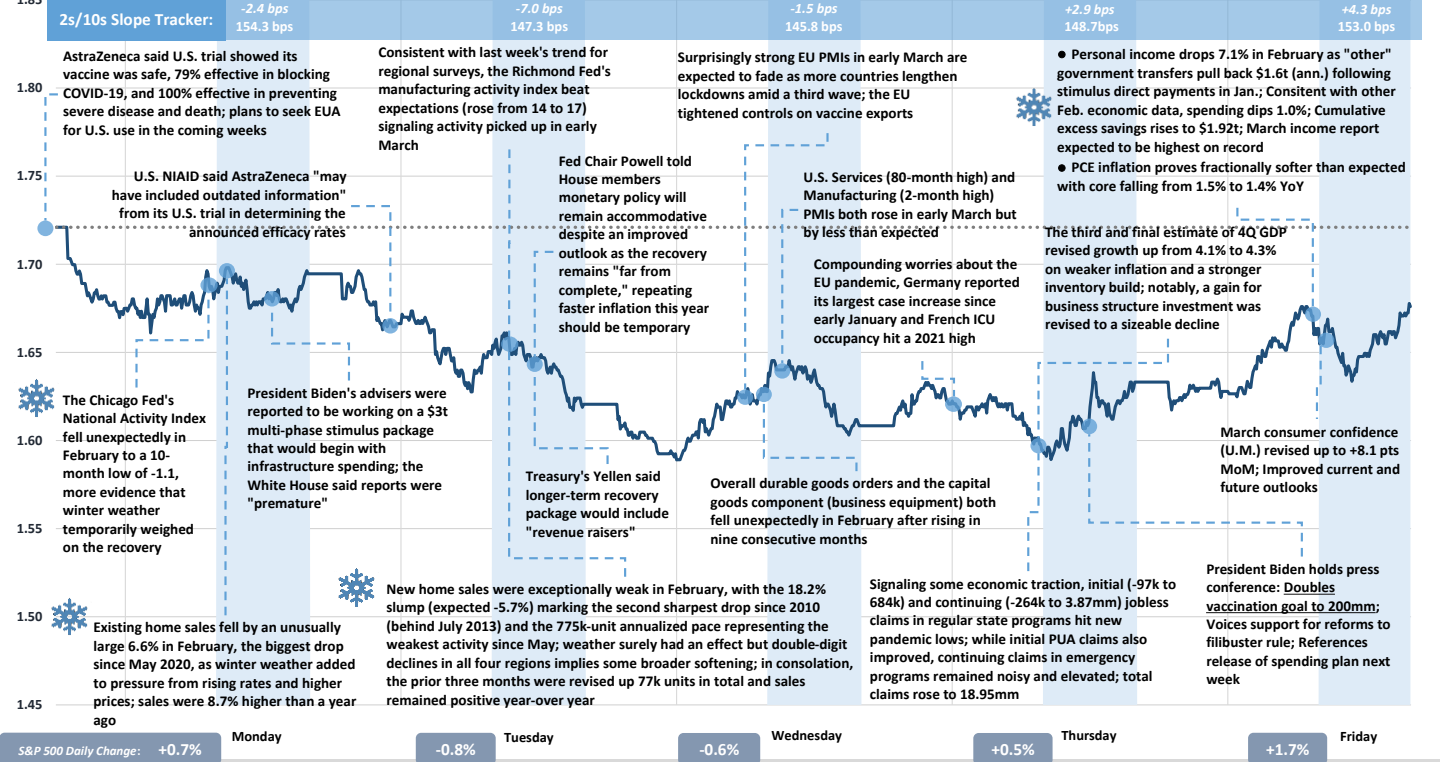 1.85
2s/10s Slope Tracker:
-2.4 bps
154.3 bps
-7.0 bps
147.3 bps
-1.5 bps
145.8 bps
+2.9 bps
148.7bps
+4.3 bps
153.0 bps
AstraZeneca said U.S. trial showed its
vaccine was safe, 79% effective in blocking
COVID-19, and 100% effective in preventing
severe disease and death; plans to seek EUA
for U.S. use in the coming weeks
Consistent with last week's trend for
regional surveys, the Richmond Fed's
manufacturing activity index beat
expectations (rose from 14 to 17)
signaling activity picked up in early
March
Surprisingly strong EU PMIs in early March are
expected to fade as more countries lengthen
lockdowns amid a third wave; the EU
tightened controls on vaccine exports
● Personal income drops 7.1% in February as "other"
government transfers pull back $1.6t (ann.) following
stimulus direct payments in Jan.; Consitent with other
Feb. economic data, spending dips 1.0%; Cumulative
excess savings rises to $1.92t; March income report
expected to be highest on record
● PCE inflation proves fractionally softer than expected
with core falling from 1.5% to 1.4% YoY
1.80
1.75
1.70
1.65
1.60
1.55
1.50
1.45
U.S. NIAID said AstraZeneca "may
have included outdated information"
from its U.S. trial in determining the
announced efficacy rates
Fed Chair Powell told
House members
monetary policy will
remain accommodative
despite an improved
outlook as the recovery
remains "far from
complete," repeating
faster inflation this year
should be temporary
U.S. Services (80-month high) and
Manufacturing (2-month high)
PMIs both rose in early March but
by less than expected
Compounding worries about the
EU pandemic, Germany reported
its largest case increase since
early January and French ICU
occupancy hit a 2021 high
The third and final estimate of 4Q GDP
revised growth up from 4.1% to 4.3%
on weaker inflation and a stronger
inventory build; notably, a gain for
business structure investment was
revised to a sizeable decline
The Chicago Fed's
National Activity Index
fell unexpectedly in
February to a 10-
month low of -1.1,
more evidence that
winter weather
temporarily weighed
on the recovery
President Biden's advisers were
reported to be working on a $3t
multi-phase stimulus package
that would begin with
infrastructure spending; the
White House said reports were
"premature"
Treasury's Yellen said
longer-term recovery
package would include
"revenue raisers"
Overall durable goods orders and the capital
goods component (business equipment) both
fell unexpectedly in February after rising in
nine consecutive months
March consumer confidence
(U.M.) revised up to +8.1 pts
MoM; Improved current and
future outlooks
Existing home sales fell by an unusually
large 6.6% in February, the biggest drop
since May 2020, as winter weather added
to pressure from rising rates and higher
prices; sales were 8.7% higher than a year
ago
New home sales were exceptionally weak in February, with the 18.2%
slump (expected -5.7%) marking the second sharpest drop since 2010
(behind July 2013) and the 775k-unit annualized pace representing the
weakest activity since May; weather surely had an effect but double-digit
declines in all four regions implies some broader softening; in consolation,
the prior three months were revised up 77k units in total and sales
remained positive year-over year
Signaling some economic traction, initial (-97k to
684k) and continuing (-264k to 3.87mm) jobless
claims in regular state programs hit new
pandemic lows; while initial PUA claims also
improved, continuing claims in emergency
programs remained noisy and elevated; total
claims rose to 18.95mm
President Biden holds press
conference: Doubles
vaccination goal to 200mm;
Voices support for reforms to
filibuster rule; References
release of spending plan next
week
S&P 500 Daily Change: +0.7%
Monday
-0.8%
Tuesday
-0.6%
Wednesday
+0.5%
Thursday
+1.7%
Friday